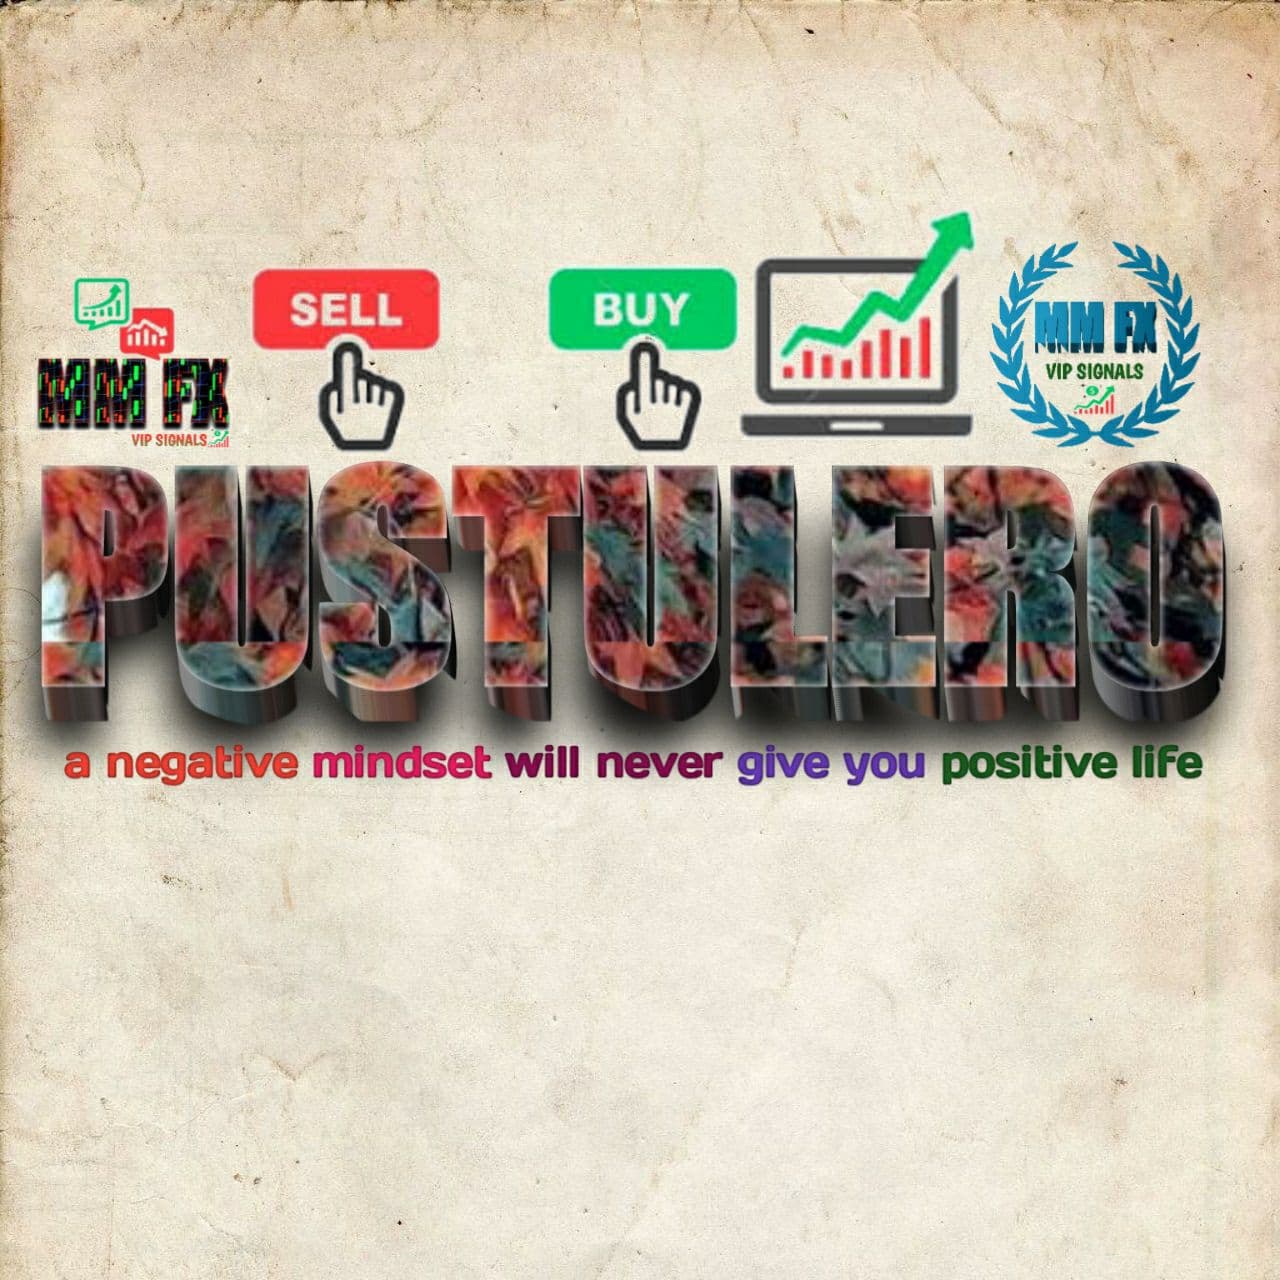 MM FX
VIP SIGNALS
SELL
BUY
MM FX
VIP SIGNALS
PUSTULERO
a negative mindset will never give you positive life